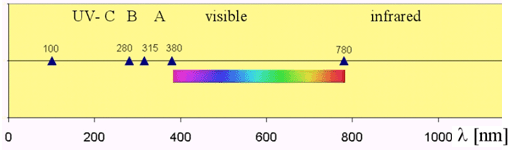 UV- C B A visible infrared
100 280 315 380 780
0 200 400 600 800 1000 λ [nm]